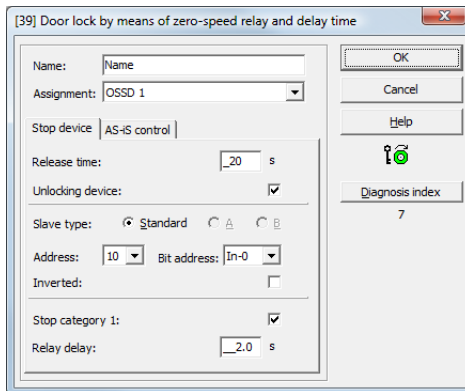 [39] Door lock by means of zero-speed relay and delay time
Name: Name
Assignment: OSSD 1
Stop device AS-iS control
Release time: _20 s
Unlocking device:
Slave type: Standard A B
Address: 10 Bit address: In-0
Inverted:
Stop category 1:
Relay delay: __2.0 s
OK
Cancel
Help
Diagnosis index
7